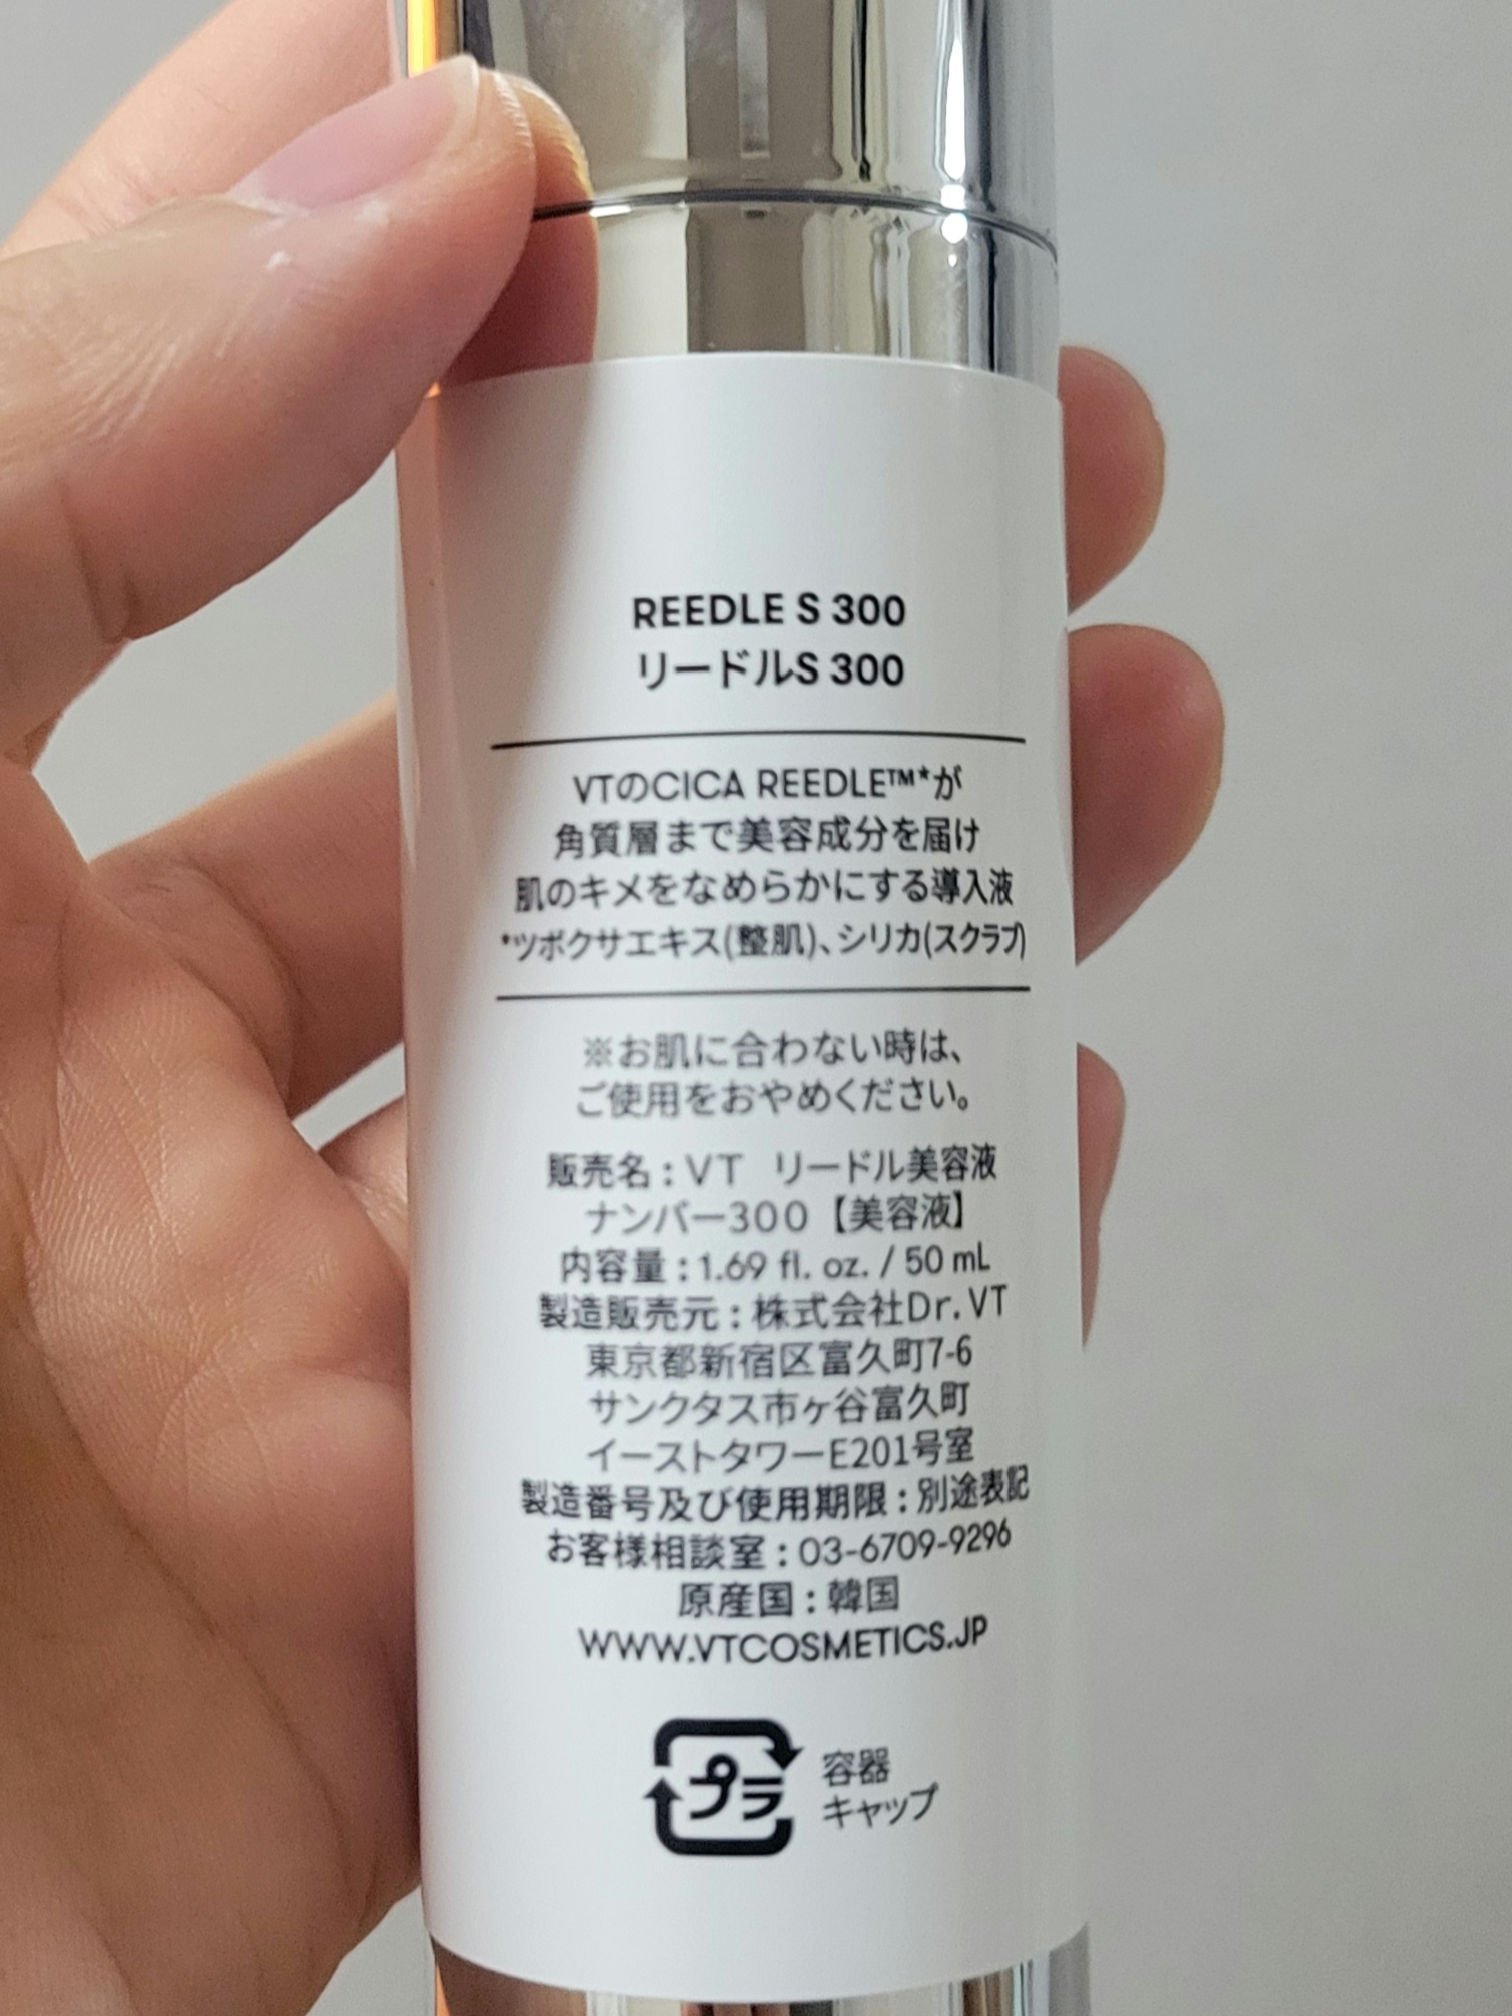 REEDLE S 300
リードルS 300
VTのCICA REEDLE™*が
角質層まで美容成分を届け
肌のキメをなめらかにする導入液
*ツボクサエキス(整肌)、シリカ(スクラブ)
※お肌に合わない時は、
ご使用をおやめください。
販売名：VT　リードル美容液
ナンバー300【美容液】
内容量：1.69 fl. oz. / 50 mL
製造販売元：株式会社Dr.VT
東京都新宿区富久町7-6
サンクタス市ヶ谷富久町
イーストタワーE201号室
製造番号及び使用期限：別途表記
お客様相談室：03-6709-9296
原産国：韓国
WWW.VTCOSMETICS.JP
プラ
容器
キャップ